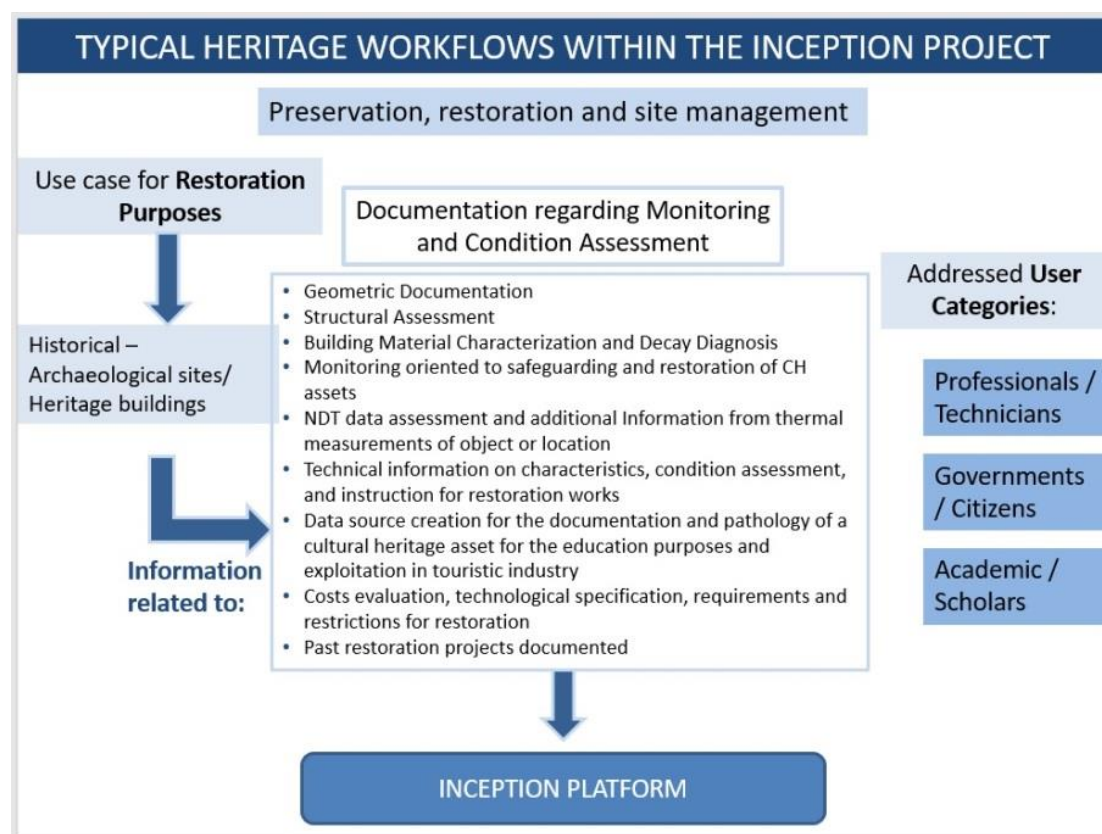 TYPICAL HERITAGE WORKFLOWS WITHIN THE INCEPTION PROJECT
Preservation, restoration and site management
Use case for Restoration
Purposes
Historical –
Archaeological sites/
Heritage buildings
Information
related to:
Documentation regarding Monitoring
and Condition Assessment
• Geometric Documentation
• Structural Assessment
• Building Material Characterization and Decay Diagnosis
• Monitoring oriented to safeguarding and restoration of CH
assets
• NDT data assessment and additional Information from thermal
measurements of object or location
• Technical information on characteristics, condition assessment,
and instruction for restoration works
• Data source creation for the documentation and pathology of a
cultural heritage asset for the education purposes and
exploitation in touristic industry
• Costs evaluation, technological specification, requirements and
restrictions for restoration
• Past restoration projects documented
Addressed User
Categories:
Professionals /
Technicians
Governments
/ Citizens
Academic /
Scholars
INCEPTION PLATFORM